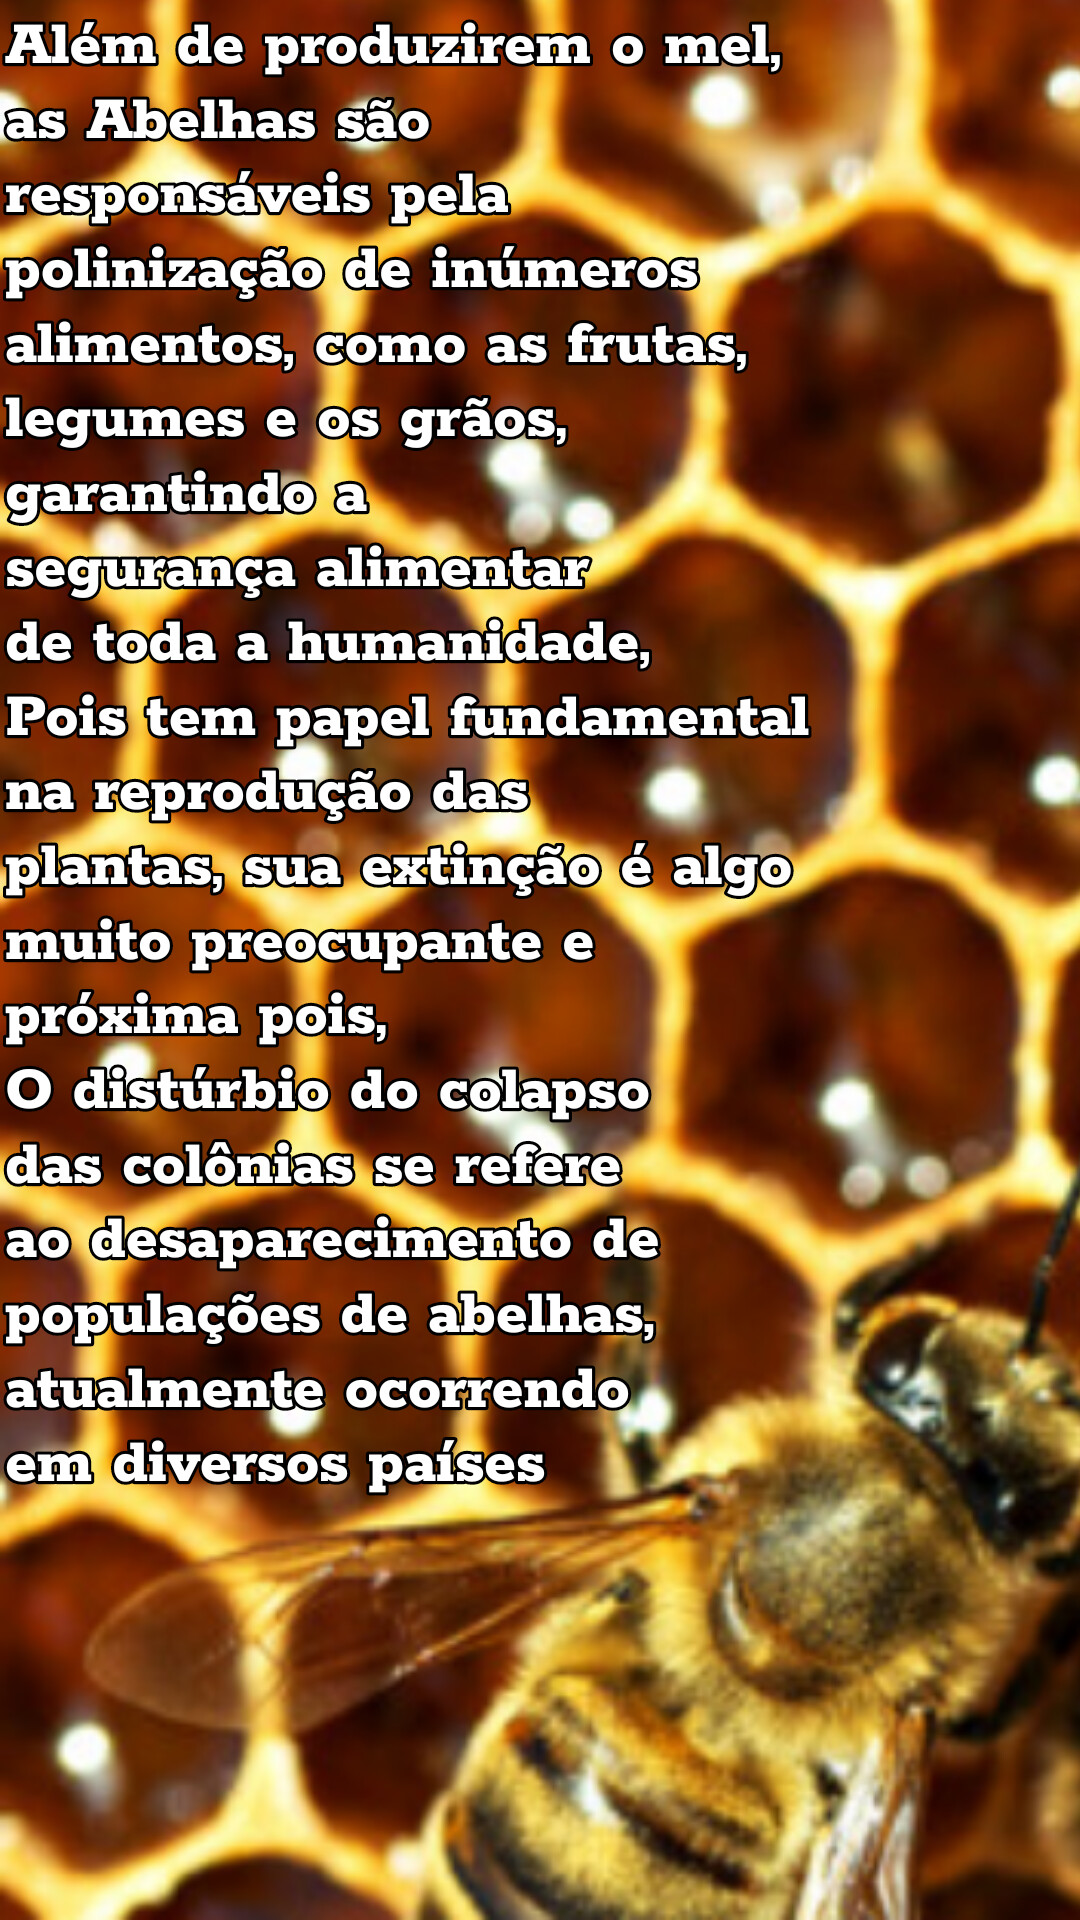 Além de produzirem o mel,
as Abelhas são
responsáveis pela
polinização de inúmeros
alimentos, como as frutas,
legumes e os grãos,
garantindo a
segurança alimentar
de toda a humanidade,
Pois tem papel fundamental
na reprodução das
plantas, sua extinção é algo
muito preocupante e
próxima pois,
O distúrbio do colapso
das colônias se refere
ao desaparecimento de
populações de abelhas,
atualmente ocorrendo
em diversos países